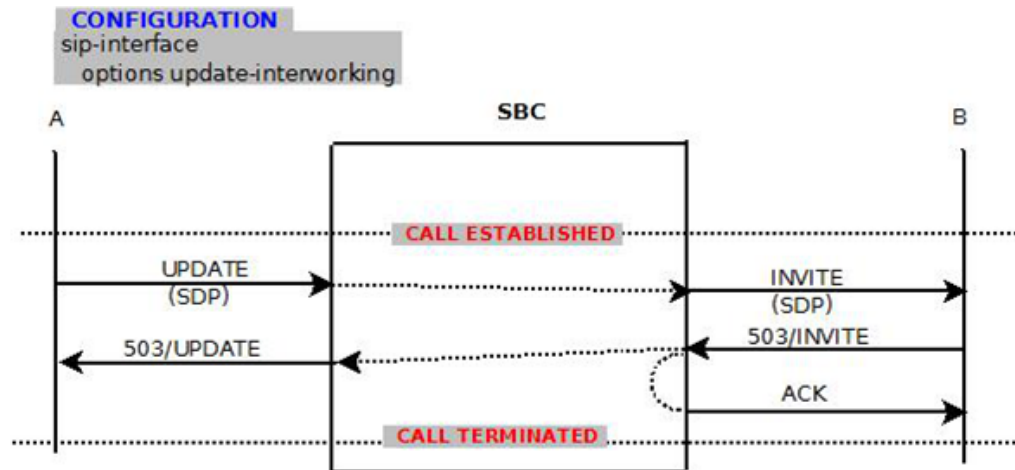 CONFIGURATION
sip-interface
options update-interworking
SBC
A
B
CALL ESTABLISHED
UPDATE
(SDP)
INVITE
(SDP)
503/UPDATE
503/INVITE
ACK
CALL TERMINATED